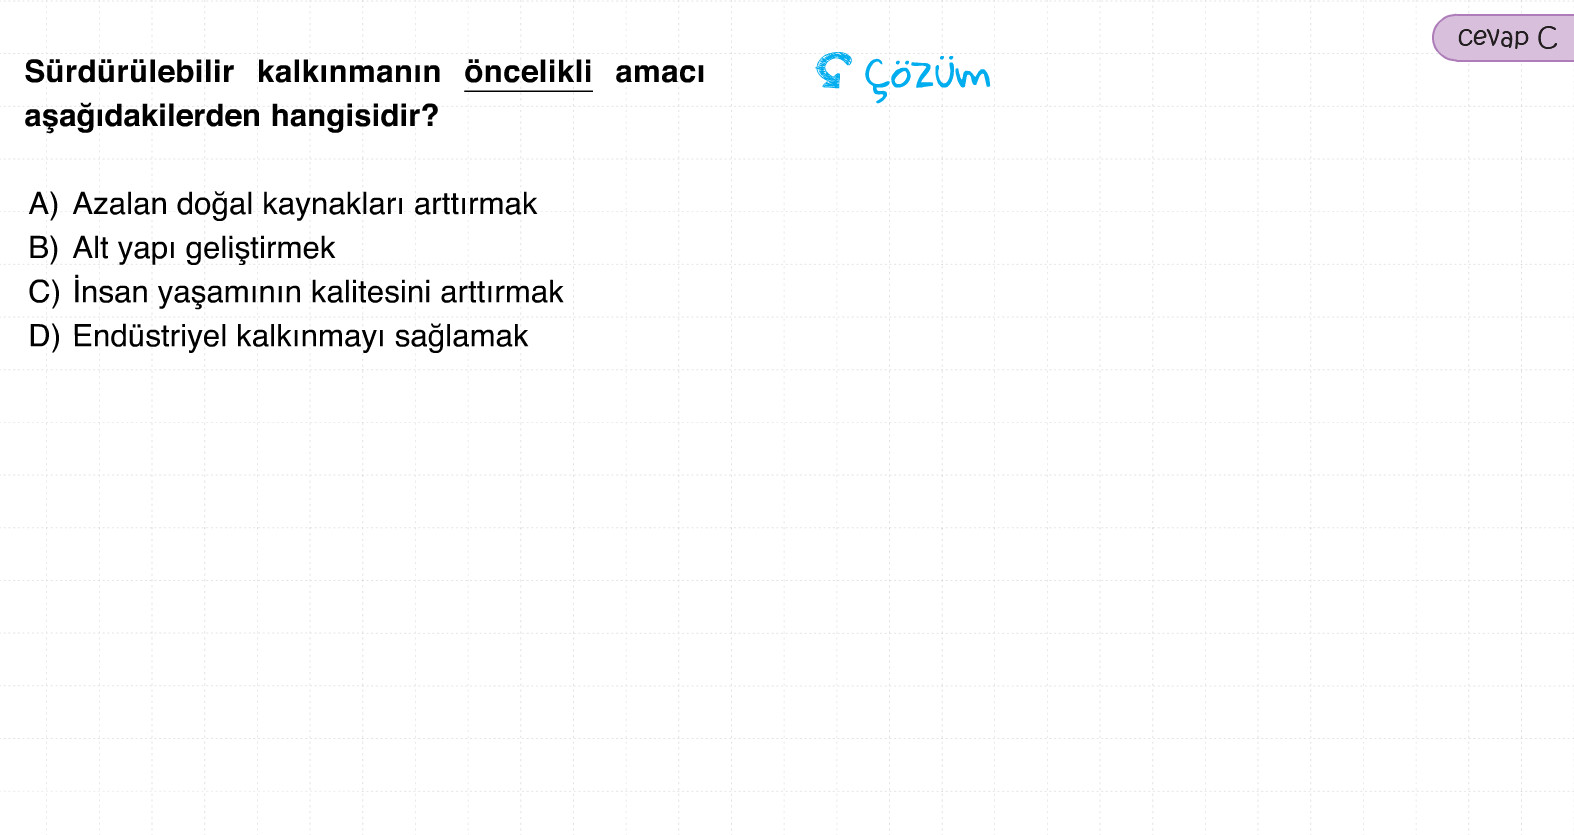 cevap C
Sürdürülebilir kalkınmanın öncelikli amacı
aşağıdakilerden hangisidir?
Çözüm
A) Azalan doğal kaynakları arttırmak
B) Alt yapı geliştirmek
C) İnsan yaşamının kalitesini arttırmak
D) Endüstriyel kalkınmayı sağlamak